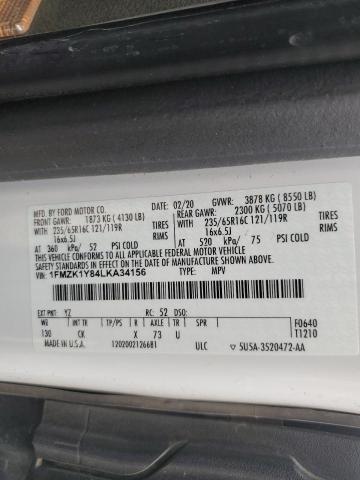 MFD. BY FORD MOTOR CO.
DATE: 02/20 GVWR: 3878 KG ( 8550 LB)
FRONT GAWR: 1873 KG ( 4130 LB) REAR GAWR: 2300 KG ( 5070 LB)
WITH 235/65R16C 121/119R TIRES WITH 235/65R16C 121/119R TIRES
16x6.5J RIMS 16x6.5J RIMS
AT 360 kPa/ 52 PSI COLD AT 520 kPa/ 75 PSI COLD
THIS VEHICLE CONFORMS TO ALL APPLICABLE FEDERAL MOTOR VEHICLE
SAFETY STANDARDS IN EFFECT ON THE DATE OF MANUFACTURE SHOWN ABOVE.
VIN: 1FMZK1Y84LKA34156 TYPE: MPV
EXT PNT: YZ RC: 52 DSO:
WB INT TR TP/PS R AXLE TR SPR F0640
130 CK X 73 U T1210
MADE IN U.S.A. 1202002126681 ULC 5U5A-3520472-AA